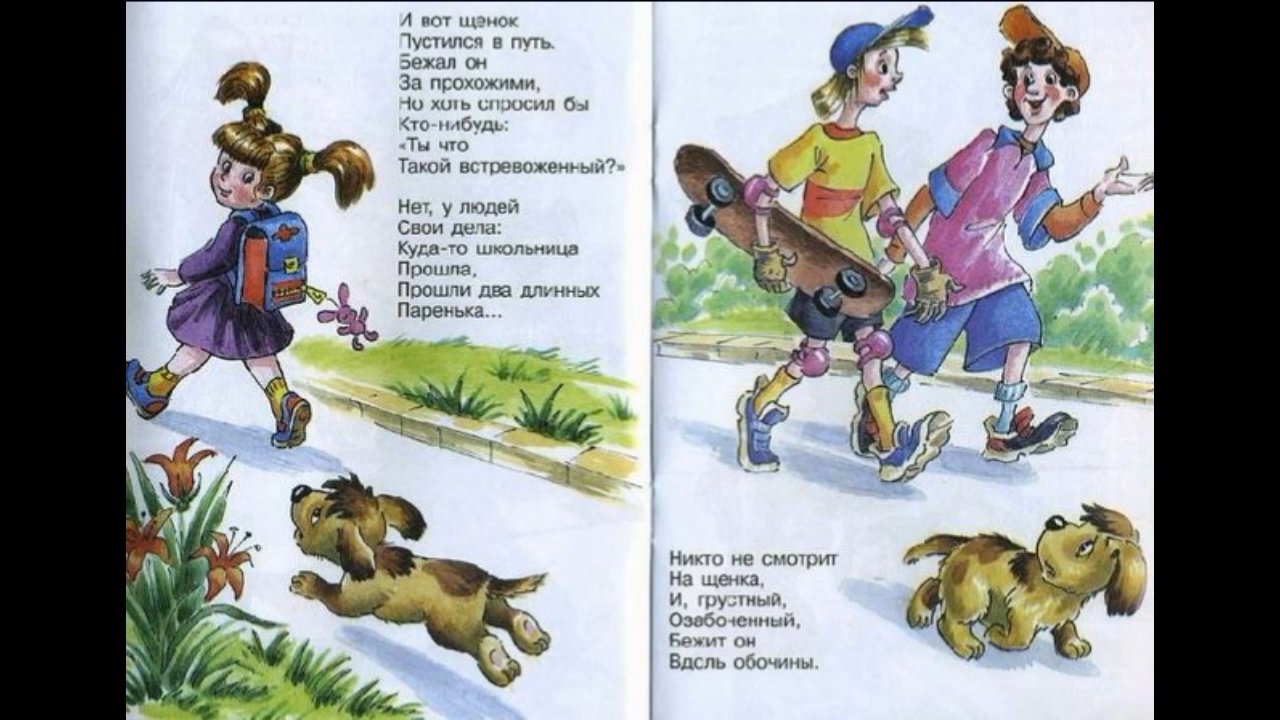 И вот щенок
Пустился в путь.
Бежал он
За прохожими,
Но хоть спросил бы
Кто-нибудь:
«Ты что
Такой встревоженный?»
Нет, у людей
Свои дела:
Куда-то школьница
Прошла,
Прошли два длинных
Паренька...
Никто не смотрит
На щенка,
И, грустный,
Озабоченный,
Бежит он
Вдоль обочины.